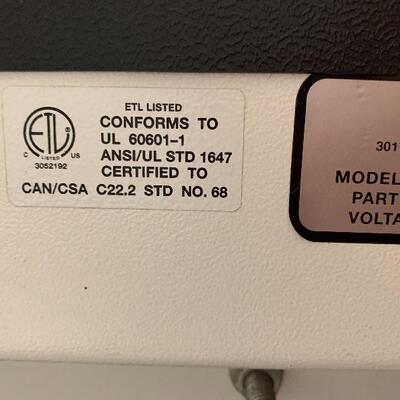 ETL LISTED
CONFORMS TO
UL 60601-1
ANSI/UL STD 1647
CERTIFIED TO
CAN/CSA C22.2 STD NO. 68
ETL
C LISTED US
3052192
301
MODEL
PART
VOLTA